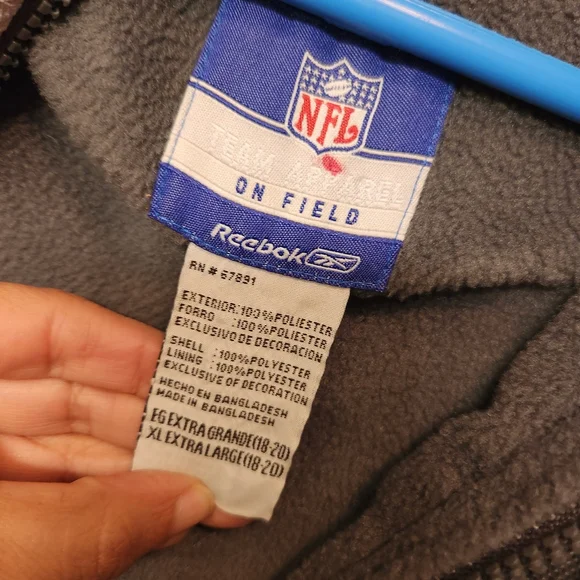 NFL
TEAM APPAREL
ON FIELD
Reebok
RN # 67891
EXTERIOR:100%POLIESTER
FORRO :100%POLIESTER
EXCLUSIVO DE DECORACION
SHELL :100%POLYESTER
LINING :100%POLYESTER
EXCLUSIVE OF DECORATION
HECHO EN BANGLADESH
MADE IN BANGLADESH
EG EXTRA GRANDE(18-20)
XL EXTRA LARGE(18-20)